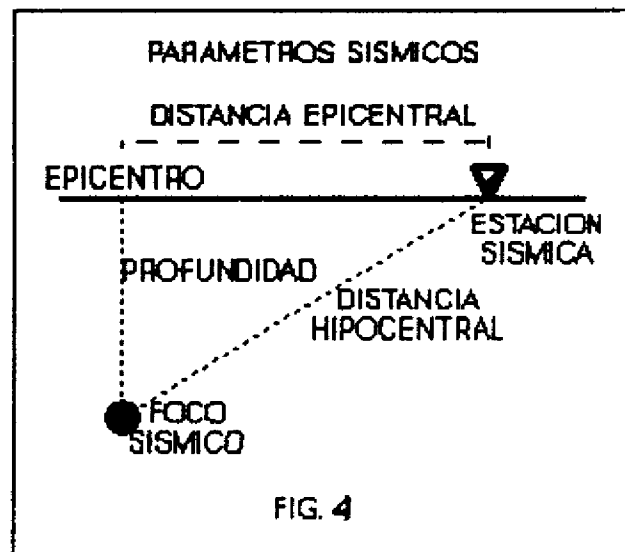 PARAMETROS SISMICOS
DISTANCIA EPICENTRAL
EPICENTRO
ESTACION
SISMICA
PROFUNDIDAD
DISTANCIA
HIPOCENTRAL
FOCO
SISMICO
FIG. 4